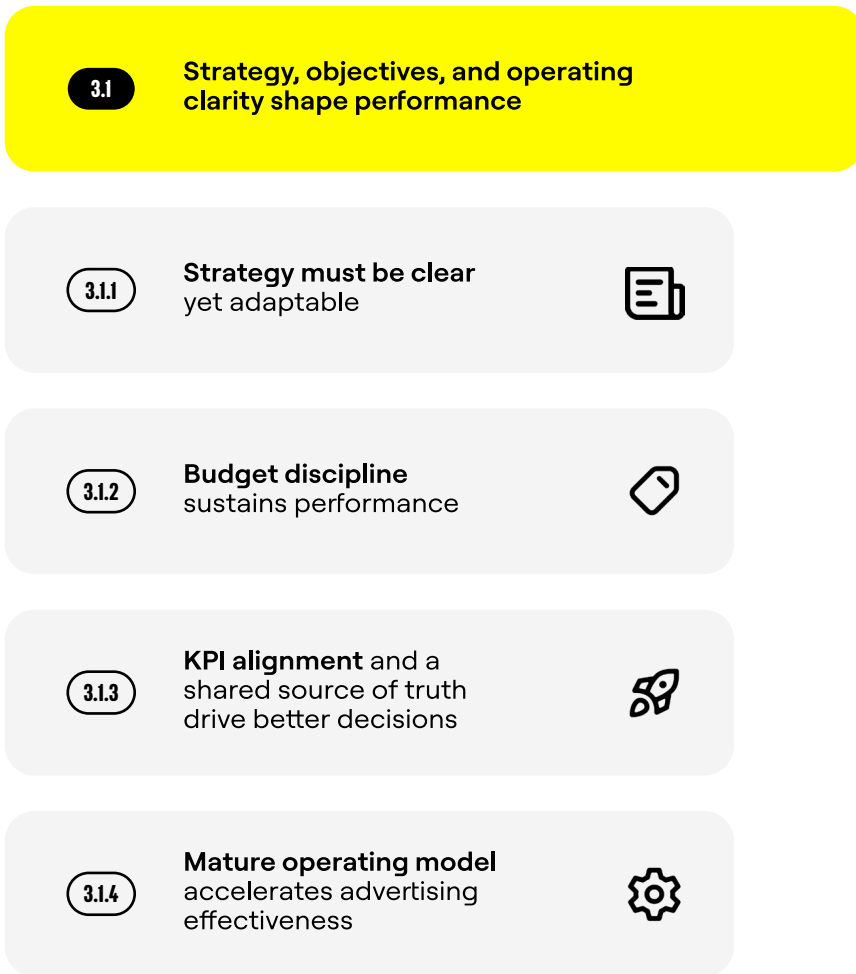 3.1
Strategy, objectives, and operating
clarity shape performance
3.1.1
Strategy must be clear
yet adaptable
3.1.2
Budget discipline
sustains performance
3.1.3
KPI alignment and a
shared source of truth
drive better decisions
3.1.4
Mature operating model
accelerates advertising
effectiveness